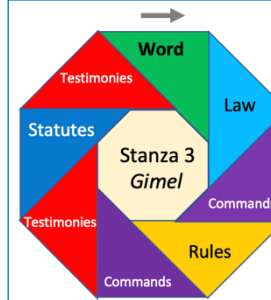 Word
Law
Commands
Rules
Commands
Testimonies
Statutes
Testimonies
Stanza 3
Gimel